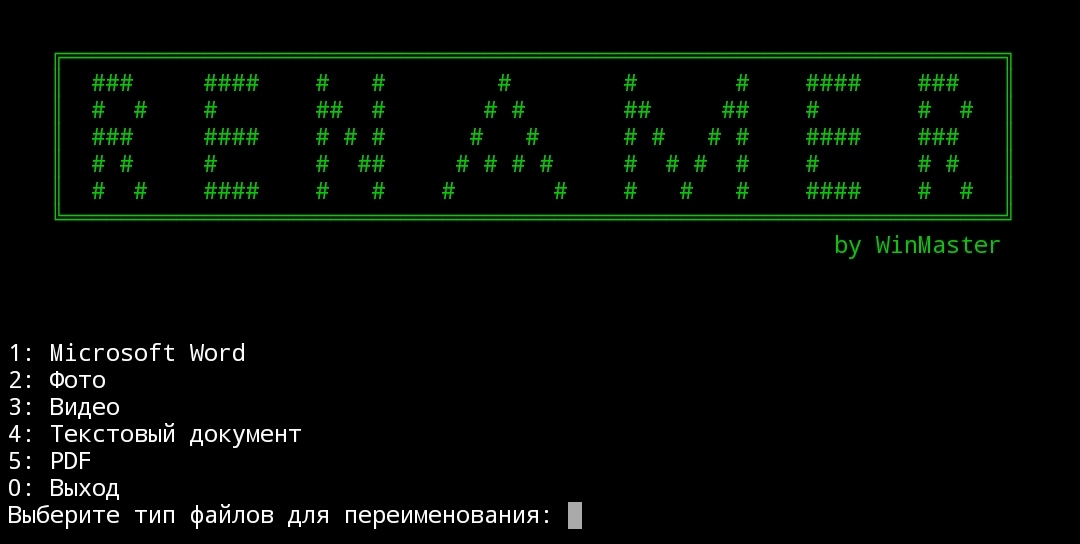 RENAMER
by WinMaster
1: Microsoft Word
2: Фото
3: Видео
4: Текстовый документ
5: PDF
0: Выход
Выберите тип файлов для переименования: